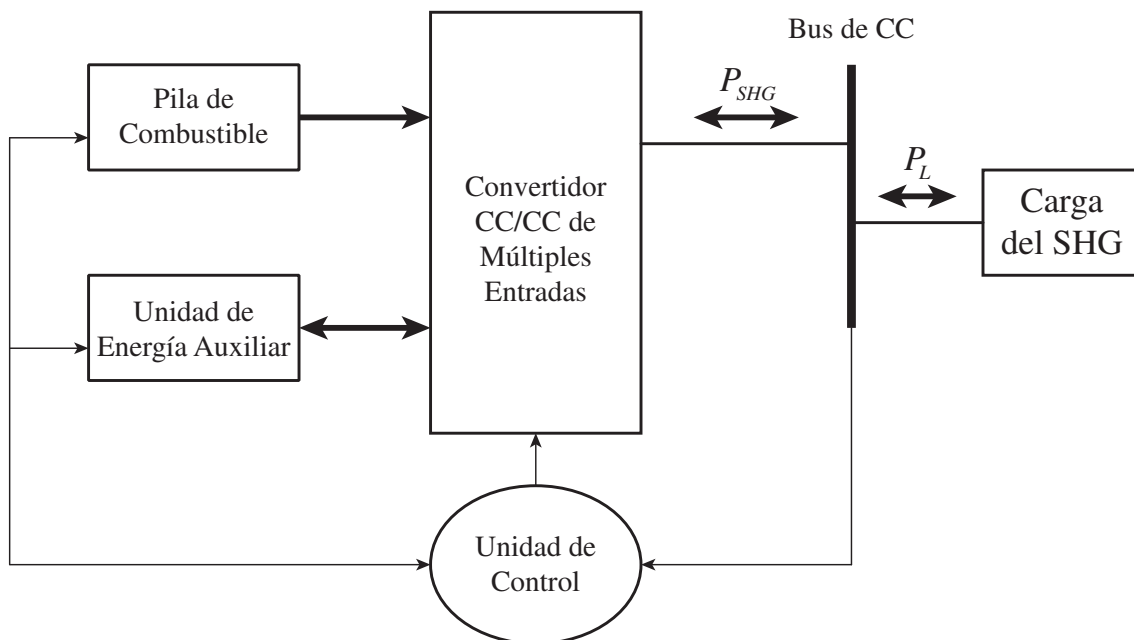 Bus de CC
Pila de
Combustible
P_SHG
P_L
Convertidor
CC/CC de
Múltiples
Entradas
Carga
del SHG
Unidad de
Energía Auxiliar
Unidad de
Control